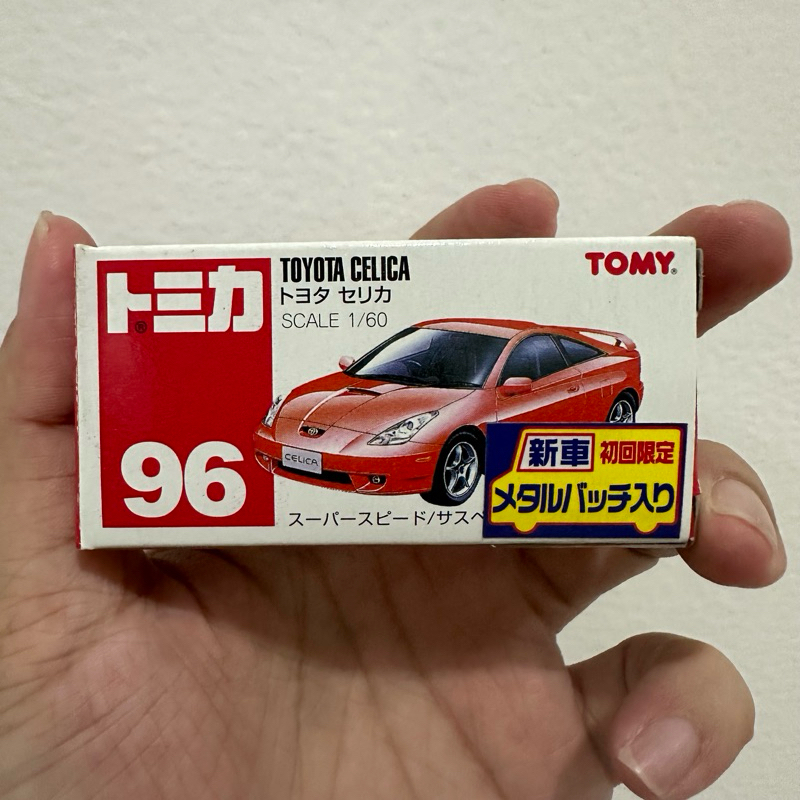 トミカ®
96
TOYOTA CELICA
トヨタ セリカ
SCALE 1/60
TOMY®
CELICA
スーパースピード/サスペ
新車 初回限定
メタルバッチ入り